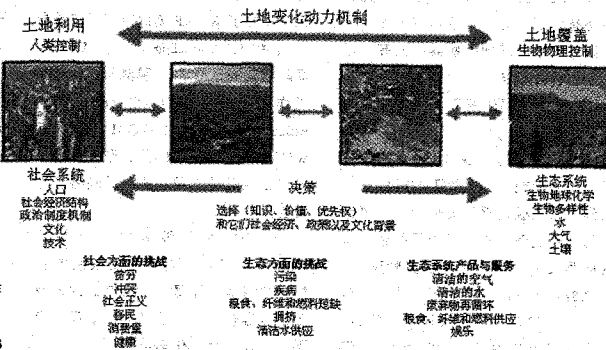 土地变化动力机制
土地利用
人类控制
土地覆盖
生物物理控制
社会系统
人口
社会经济结构
政治制度机制
文化
技术
决策
选择（知识、价值、优先权）
和它们社会经济、政策以及文化背景
生态系统
生物地球化学
生物多样性
水
大气
土壤
社会方面的挑战
贫穷
冲突
社会正义
移民
消费量
健康
生态方面的挑战
污染
疾病
粮食、纤维和燃料短缺
拥挤
清洁水供应
生态系统产品与服务
清洁的空气
清洁的水
废弃物再循环
粮食、纤维和燃料供应
娱乐